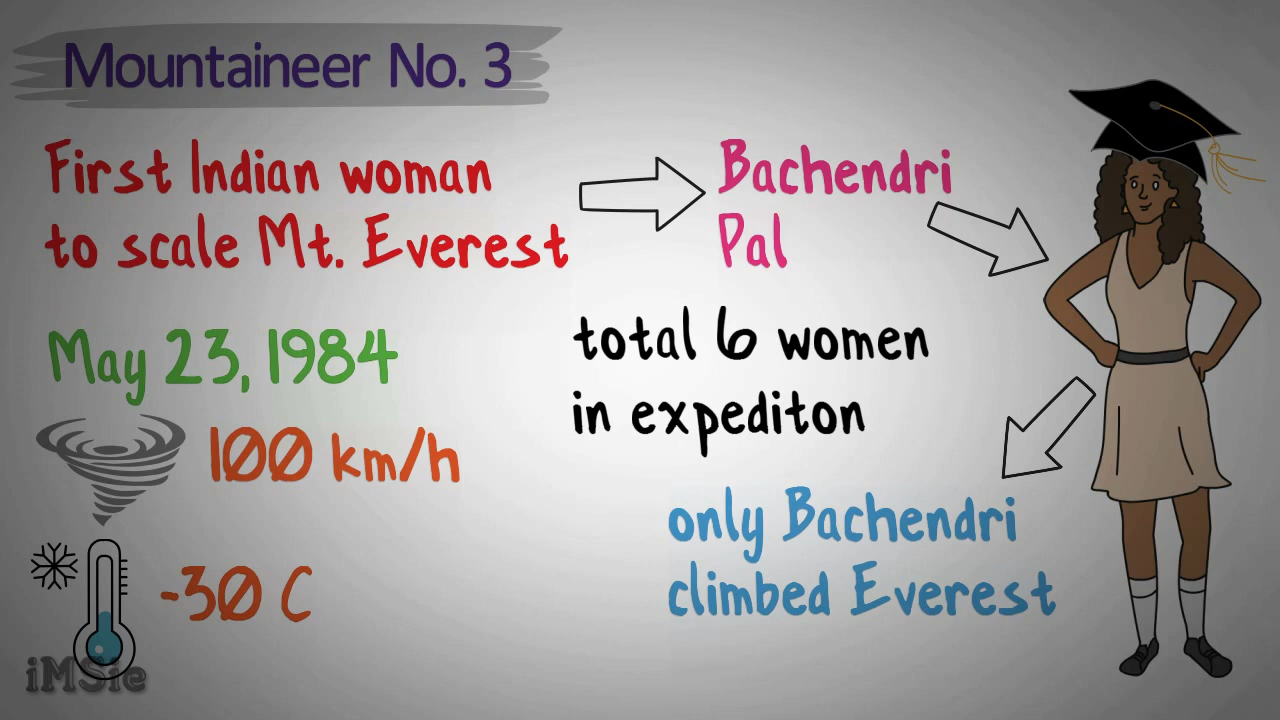 Mountaineer No. 3
First Indian woman
to scale Mt. Everest
Bachendri
Pal
May 23, 1984
100 km/h
-30 C
total 6 women
in expediton
only Bachendri
climbed Everest
iMSie